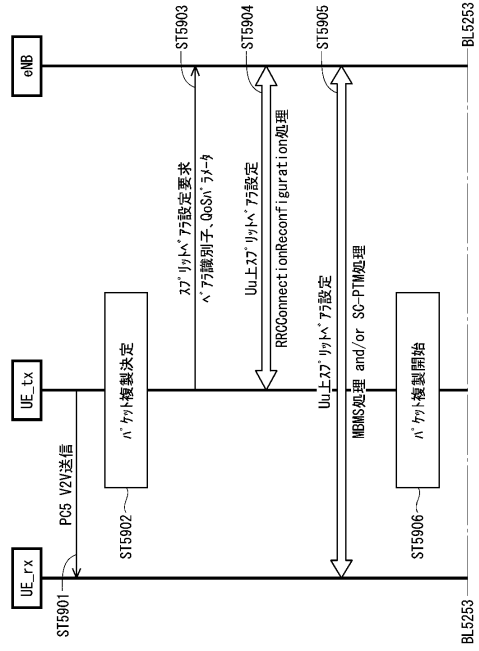 UE_rx
UE_tx
eNB
ST5901
PC5 V2V送信
ST5902
パケット複製決定
スプリットベアラ設定要求
ベアラ識別子、QoSパラメータ
ST5903
Uu上スプリットベアラ設定
RRCConnectionReconfiguration処理
ST5904
Uu上スプリットベアラ設定
MBMS処理 and/or SC-PTM処理
ST5905
ST5906
パケット複製開始
BL5253
BL5253